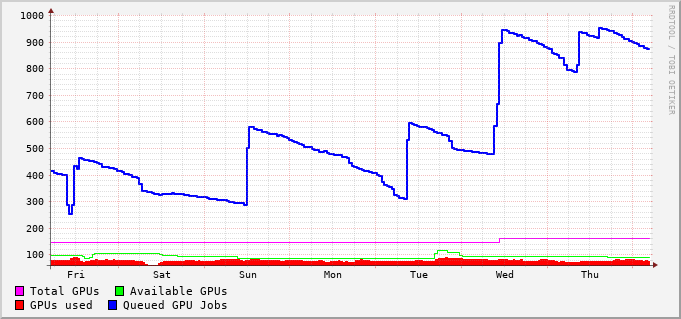 1000
900
800
700
600
500
400
300
200
100
Fri Sat Sun Mon Tue Wed Thu
Total GPUs Available GPUs
GPUs used Queued GPU Jobs
RRDTOOL / TOBI OETIKER